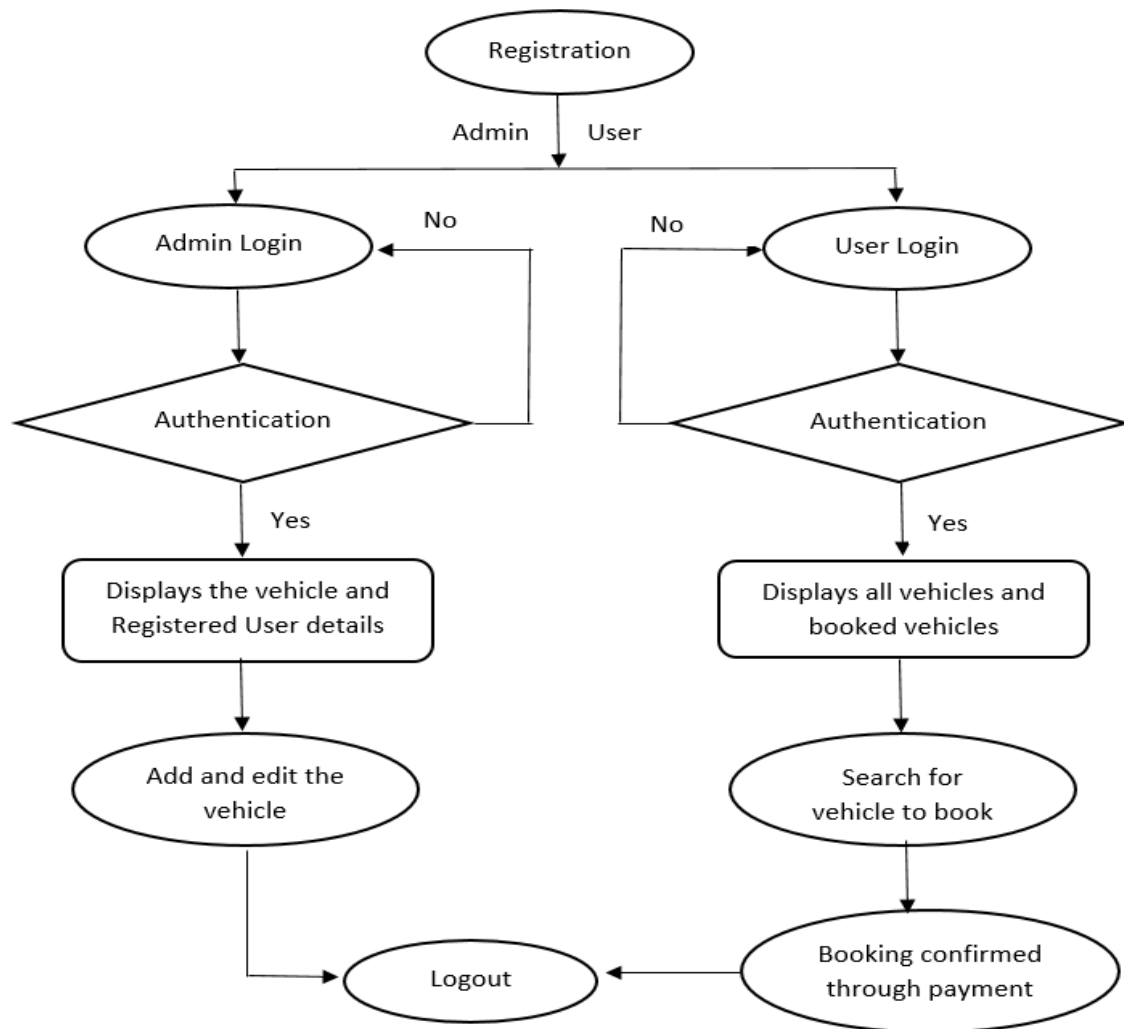 Registration
Admin User
Admin Login
No
No
User Login
Authentication
Authentication
Yes
Yes
Displays the vehicle and
Registered User details
Displays all vehicles and
booked vehicles
Add and edit the
vehicle
Search for
vehicle to book
Logout
Booking confirmed
through payment